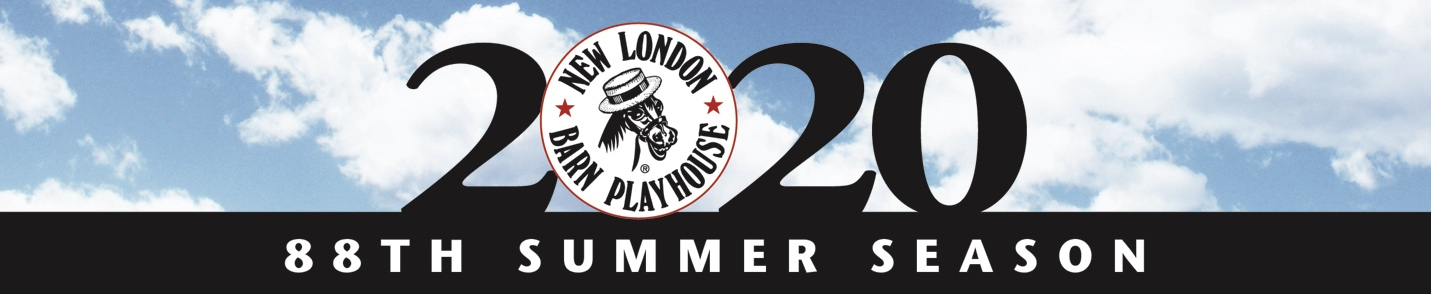 2020
NEW LONDON
BARN PLAYHOUSE
®
88TH SUMMER SEASON